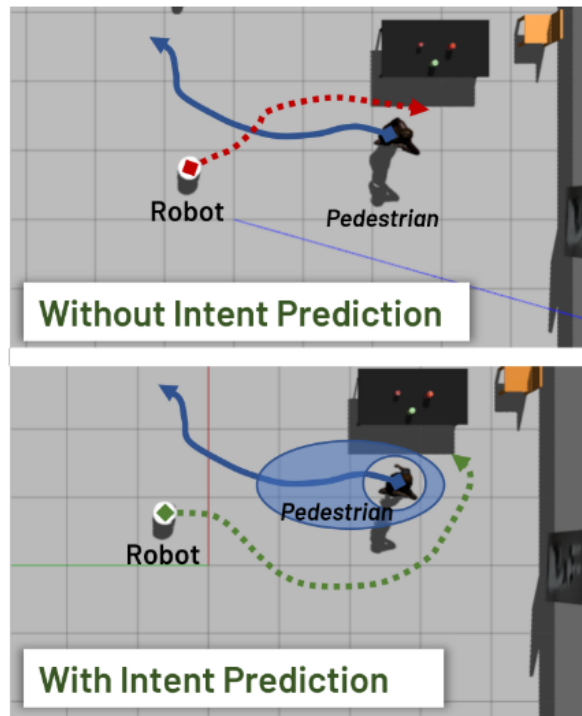 Robot
Pedestrian
Without Intent Prediction
Pedestrian
Robot
With Intent Prediction